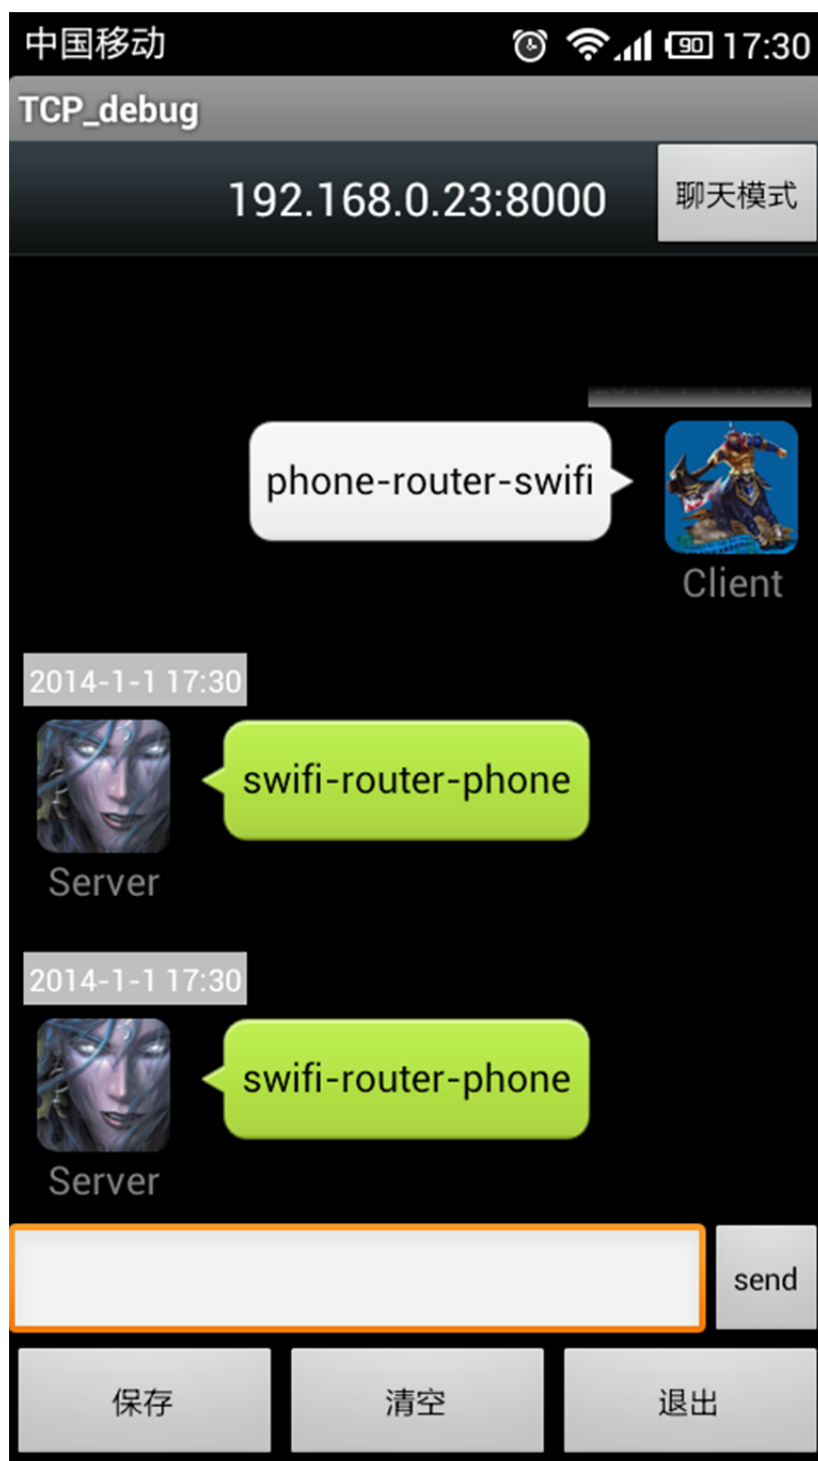 中国移动 90 17:30
TCP_debug
192.168.0.23:8000 聊天模式
phone-router-swifi
Client
2014-1-1 17:30
swifi-router-phone
Server
2014-1-1 17:30
swifi-router-phone
Server
send
保存 清空 退出